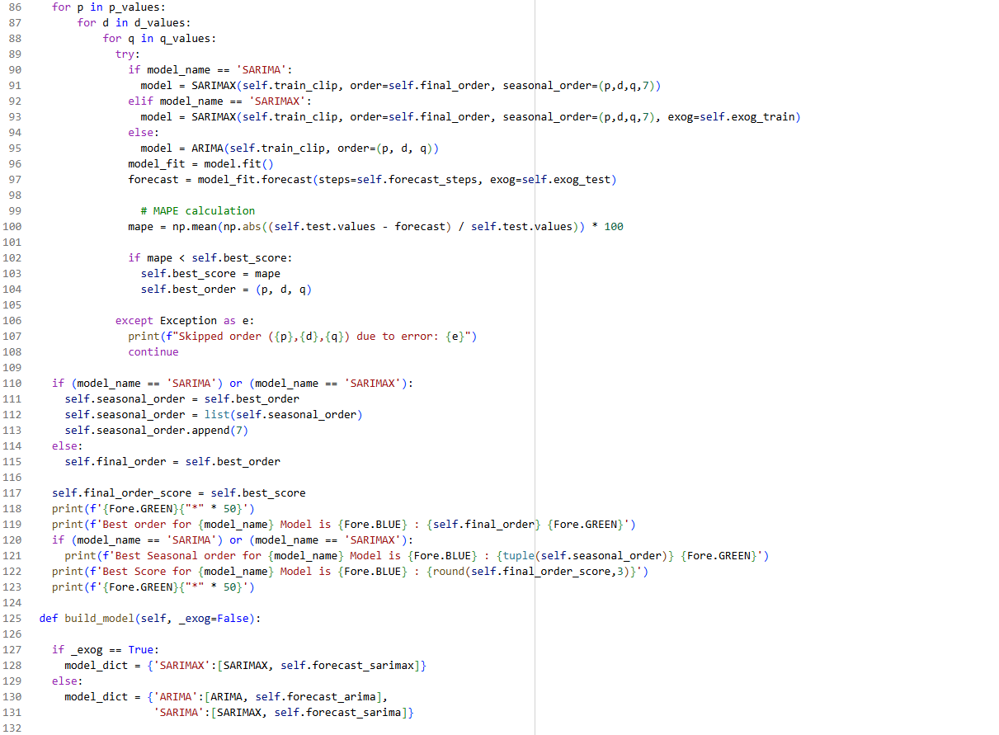 86 for p in p_values:
87 for d in d_values:
88 for q in q_values:
89 try:
90 if model_name == 'SARIMA':
91 model = SARIMAX(self.train_clip, order=self.final_order, seasonal_order=(p,d,q,7))
92 elif model_name == 'SARIMAX':
93 model = SARIMAX(self.train_clip, order=self.final_order, seasonal_order=(p,d,q,7), exog=self.exog_train)
94 else:
95 model = ARIMA(self.train_clip, order=(p, d, q))
96 model_fit = model.fit()
97 forecast = model_fit.forecast(steps=self.forecast_steps, exog=self.exog_test)
98
99 # MAPE calculation
100 mape = np.mean(np.abs((self.test.values - forecast) / self.test.values)) * 100
101
102 if mape < self.best_score:
103 self.best_score = mape
104 self.best_order = (p, d, q)
105
106 except Exception as e:
107 print(f"Skipped order ({p},{d},{q}) due to error: {e}")
108 continue
109
110 if (model_name == 'SARIMA') or (model_name == 'SARIMAX'):
111 self.seasonal_order = self.best_order
112 self.seasonal_order = list(self.seasonal_order)
113 self.seasonal_order.append(7)
114 else:
115 self.final_order = self.best_order
116
117 self.final_order_score = self.best_score
118 print(f'{Fore.GREEN}{"*" * 50}')
119 print(f'Best order for {model_name} Model is {Fore.BLUE} : {self.final_order} {Fore.GREEN}')
120 if (model_name == 'SARIMA') or (model_name == 'SARIMAX'):
121 print(f'Best Seasonal order for {model_name} Model is {Fore.BLUE} : {tuple(self.seasonal_order)} {Fore.GREEN}')
122 print(f'Best Score for {model_name} Model is {Fore.BLUE} : {round(self.final_order_score,3)}')
123 print(f'{Fore.GREEN}{"*" * 50}')
124
125 def build_model(self, _exog=False):
126
127 if _exog == True:
128 model_dict = {'SARIMAX':[SARIMAX, self.forecast_sarimax]}
129 else:
130 model_dict = {'ARIMA':[ARIMA, self.forecast_arima],
131 'SARIMA':[SARIMAX, self.forecast_sarima]}
132